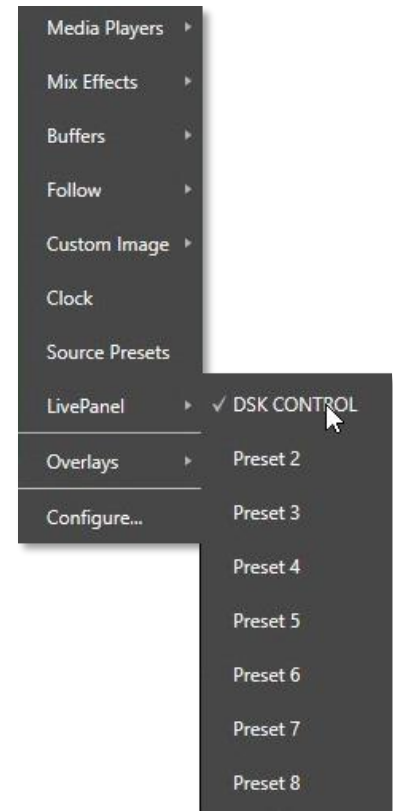 Media Players
Mix Effects
Buffers
Follow
Custom Image
Clock
Source Presets
LivePanel
Overlays
Configure...
✓ DSK CONTROL
Preset 2
Preset 3
Preset 4
Preset 5
Preset 6
Preset 7
Preset 8